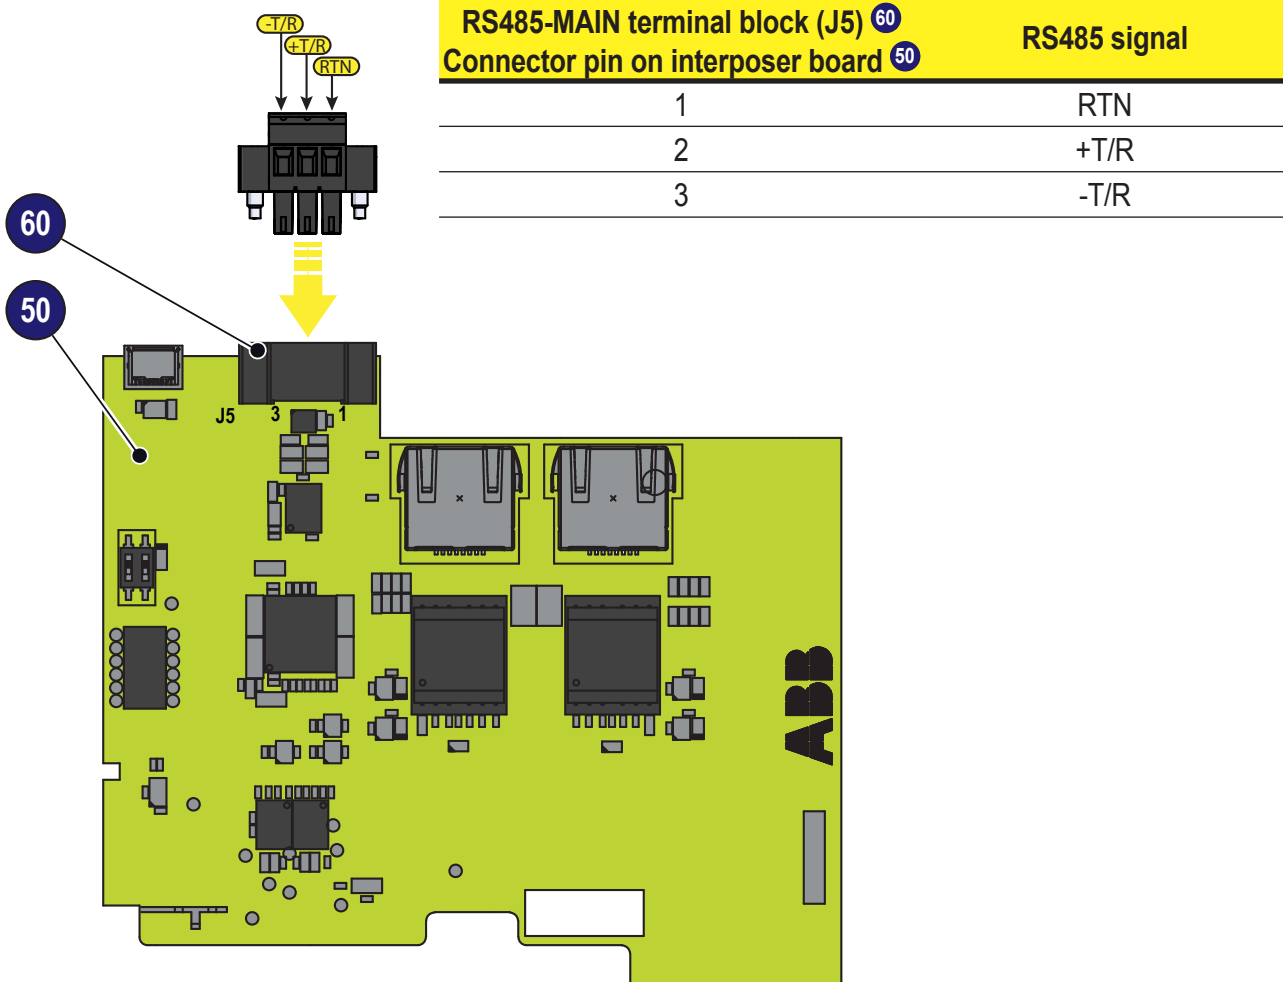 -T/R
+T/R
RTN
RS485-MAIN terminal block (J5) 60
Connector pin on interposer board 50
RS485 signal
1 RTN
2 +T/R
3 -T/R
60
50
J5 3 1
ABB